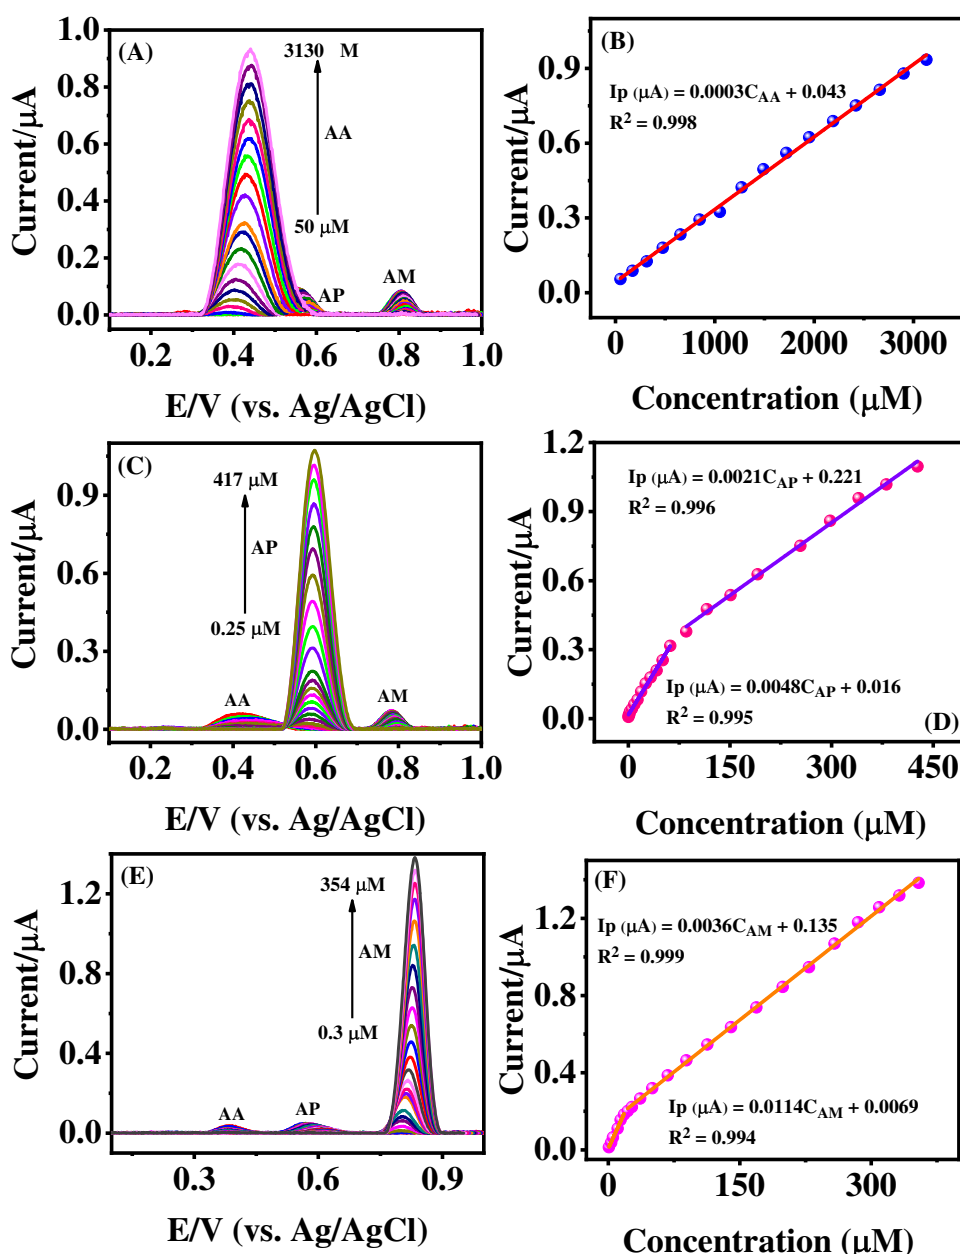 (A)
3130 M
AA
50 μM
AP
AM
1.0
0.8
0.6
0.4
0.2
0.0
Current/μA
0.2 0.4 0.6 0.8 1.0
E/V (vs. Ag/AgCl)
(B)
Ip (μA) = 0.0003C_AA + 0.043
R² = 0.998
0.9
0.6
0.3
0.0
Current/μA
0 1000 2000 3000
Concentration (μM)
(C)
417 μM
AP
0.25 μM
AA
AM
0.9
0.6
0.3
0.0
Current/μA
0.2 0.4 0.6 0.8 1.0
E/V (vs. Ag/AgCl)
Ip (μA) = 0.0021C_AP + 0.221
R² = 0.996
Ip (μA) = 0.0048C_AP + 0.016
R² = 0.995
(D)
1.2
0.9
0.6
0.3
0.0
Current/μA
0 150 300 450
Concentration (μM)
(E)
354 μM
AM
0.3 μM
AA
AP
1.2
0.8
0.4
0.0
Current/μA
0.3 0.6 0.9
E/V (vs. Ag/AgCl)
(F)
Ip (μA) = 0.0036C_AM + 0.135
R² = 0.999
Ip (μA) = 0.0114C_AM + 0.0069
R² = 0.994
1.2
0.8
0.4
0.0
Current/μA
0 150 300
Concentration (μM)